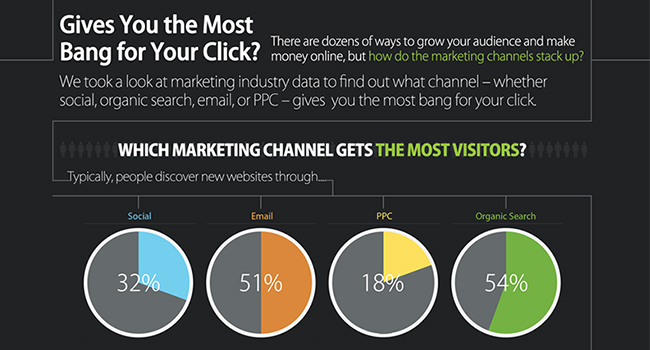 Gives You the Most
Bang for Your Click?
There are dozens of ways to grow your audience and make
money online, but how do the marketing channels stack up?
We took a look at marketing industry data to find out what channel – whether
social, organic search, email, or PPC – gives you the most bang for your click.
WHICH MARKETING CHANNEL GETS THE MOST VISITORS?
Typically, people discover new websites through....
Social
Email
PPC
Organic Search
32%
51%
18%
54%